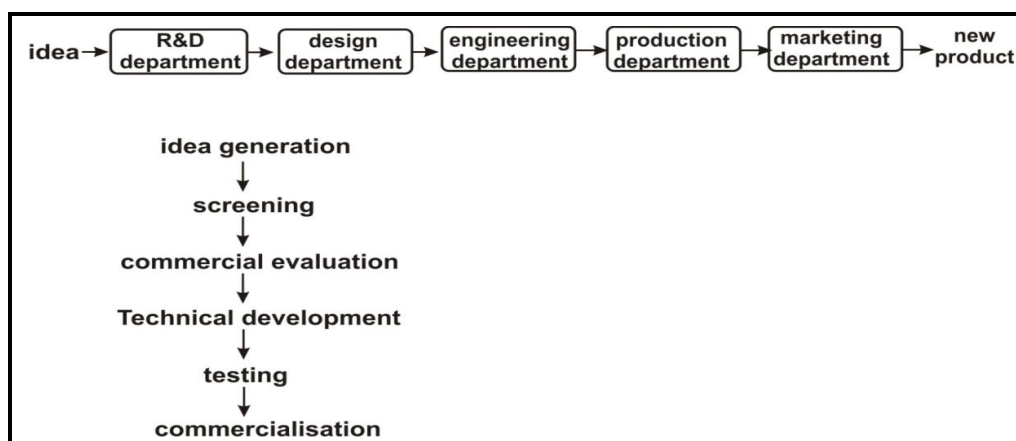 idea
R&D
department
design
department
engineering
department
production
department
marketing
department
new
product
idea generation
screening
commercial evaluation
Technical development
testing
commercialisation